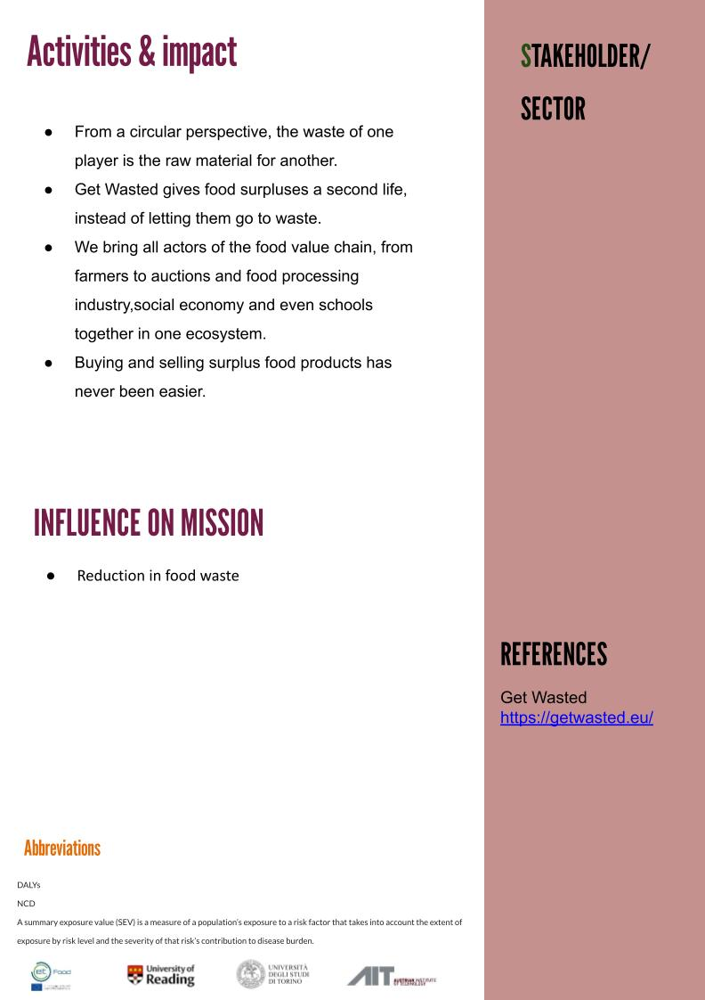 Activities & impact
● From a circular perspective, the waste of one
player is the raw material for another.
● Get Wasted gives food surpluses a second life,
instead of letting them go to waste.
● We bring all actors of the food value chain, from
farmers to auctions and food processing
industry,social economy and even schools
together in one ecosystem.
● Buying and selling surplus food products has
never been easier.
INFLUENCE ON MISSION
● Reduction in food waste
Abbreviations
DALYs
NCD
A summary exposure value (SEV) is a measure of a population's exposure to a risk factor that takes into account the extent of
exposure by risk level and the severity of that risk's contribution to disease burden.
eit Food
University of
Reading
UNIVERSITÀ
DEGLI STUDI
DI TORINO
AIT AUSTRIAN INSTITUTE
OF TECHNOLOGY
STAKEHOLDER/
SECTOR
REFERENCES
Get Wasted
https://getwasted.eu/